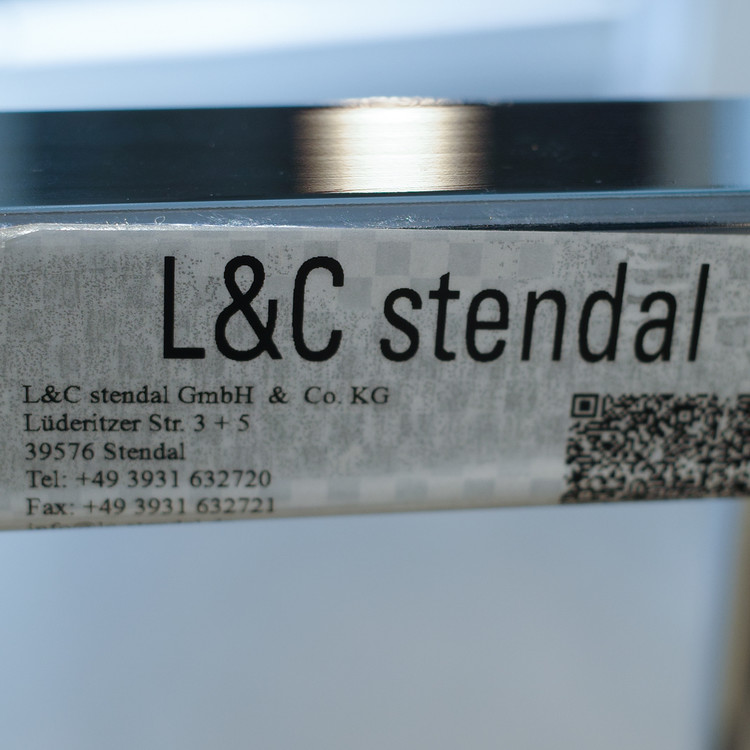 L&C stendal
L&C stendal GmbH & Co. KG
Lüderitzer Str. 3 + 5
39576 Stendal
Tel: +49 3931 632720
Fax: +49 3931 632721